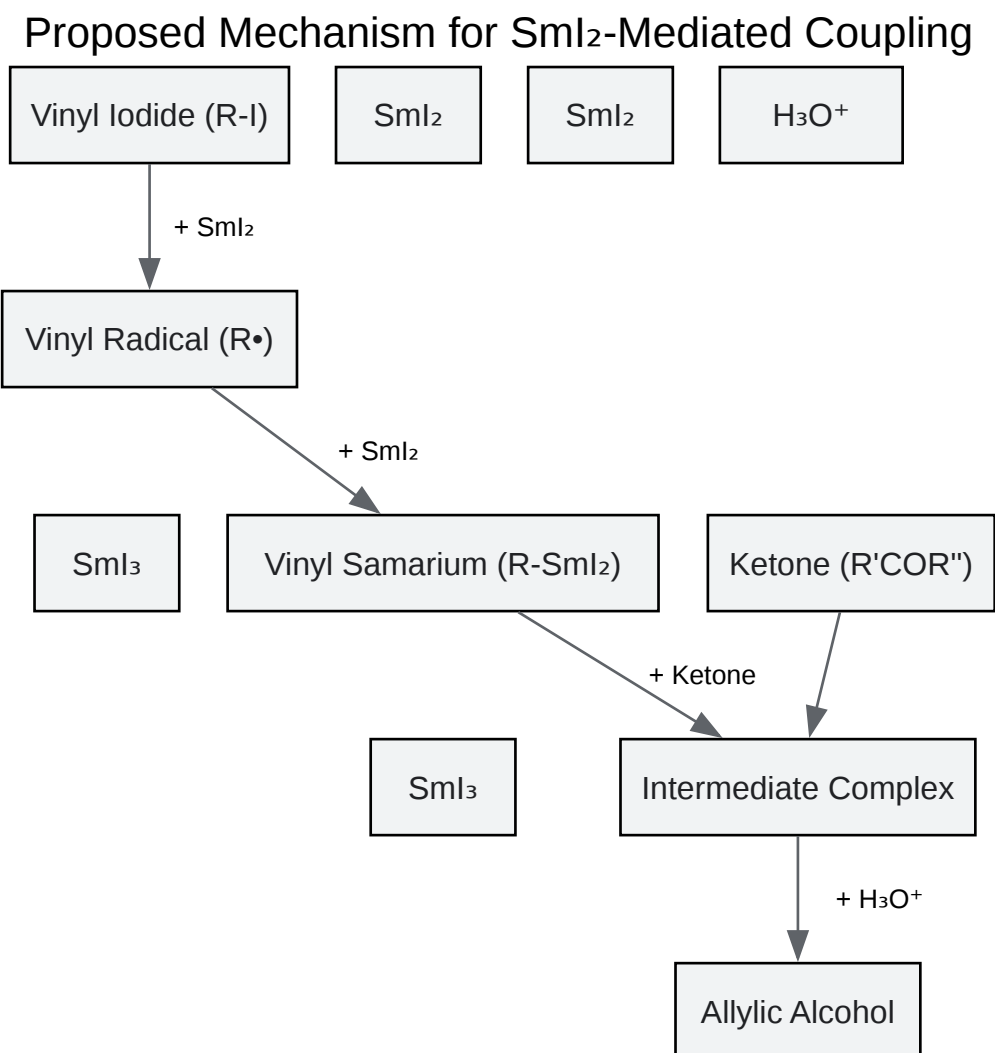 Proposed Mechanism for SmI₂-Mediated Coupling
Vinyl Iodide (R-I)
SmI₂
SmI₂
H₃O⁺
+ SmI₂
Vinyl Radical (R•)
+ SmI₂
SmI₃
Vinyl Samarium (R-SmI₂)
Ketone (R'COR")
+ Ketone
SmI₃
Intermediate Complex
+ H₃O⁺
Allylic Alcohol